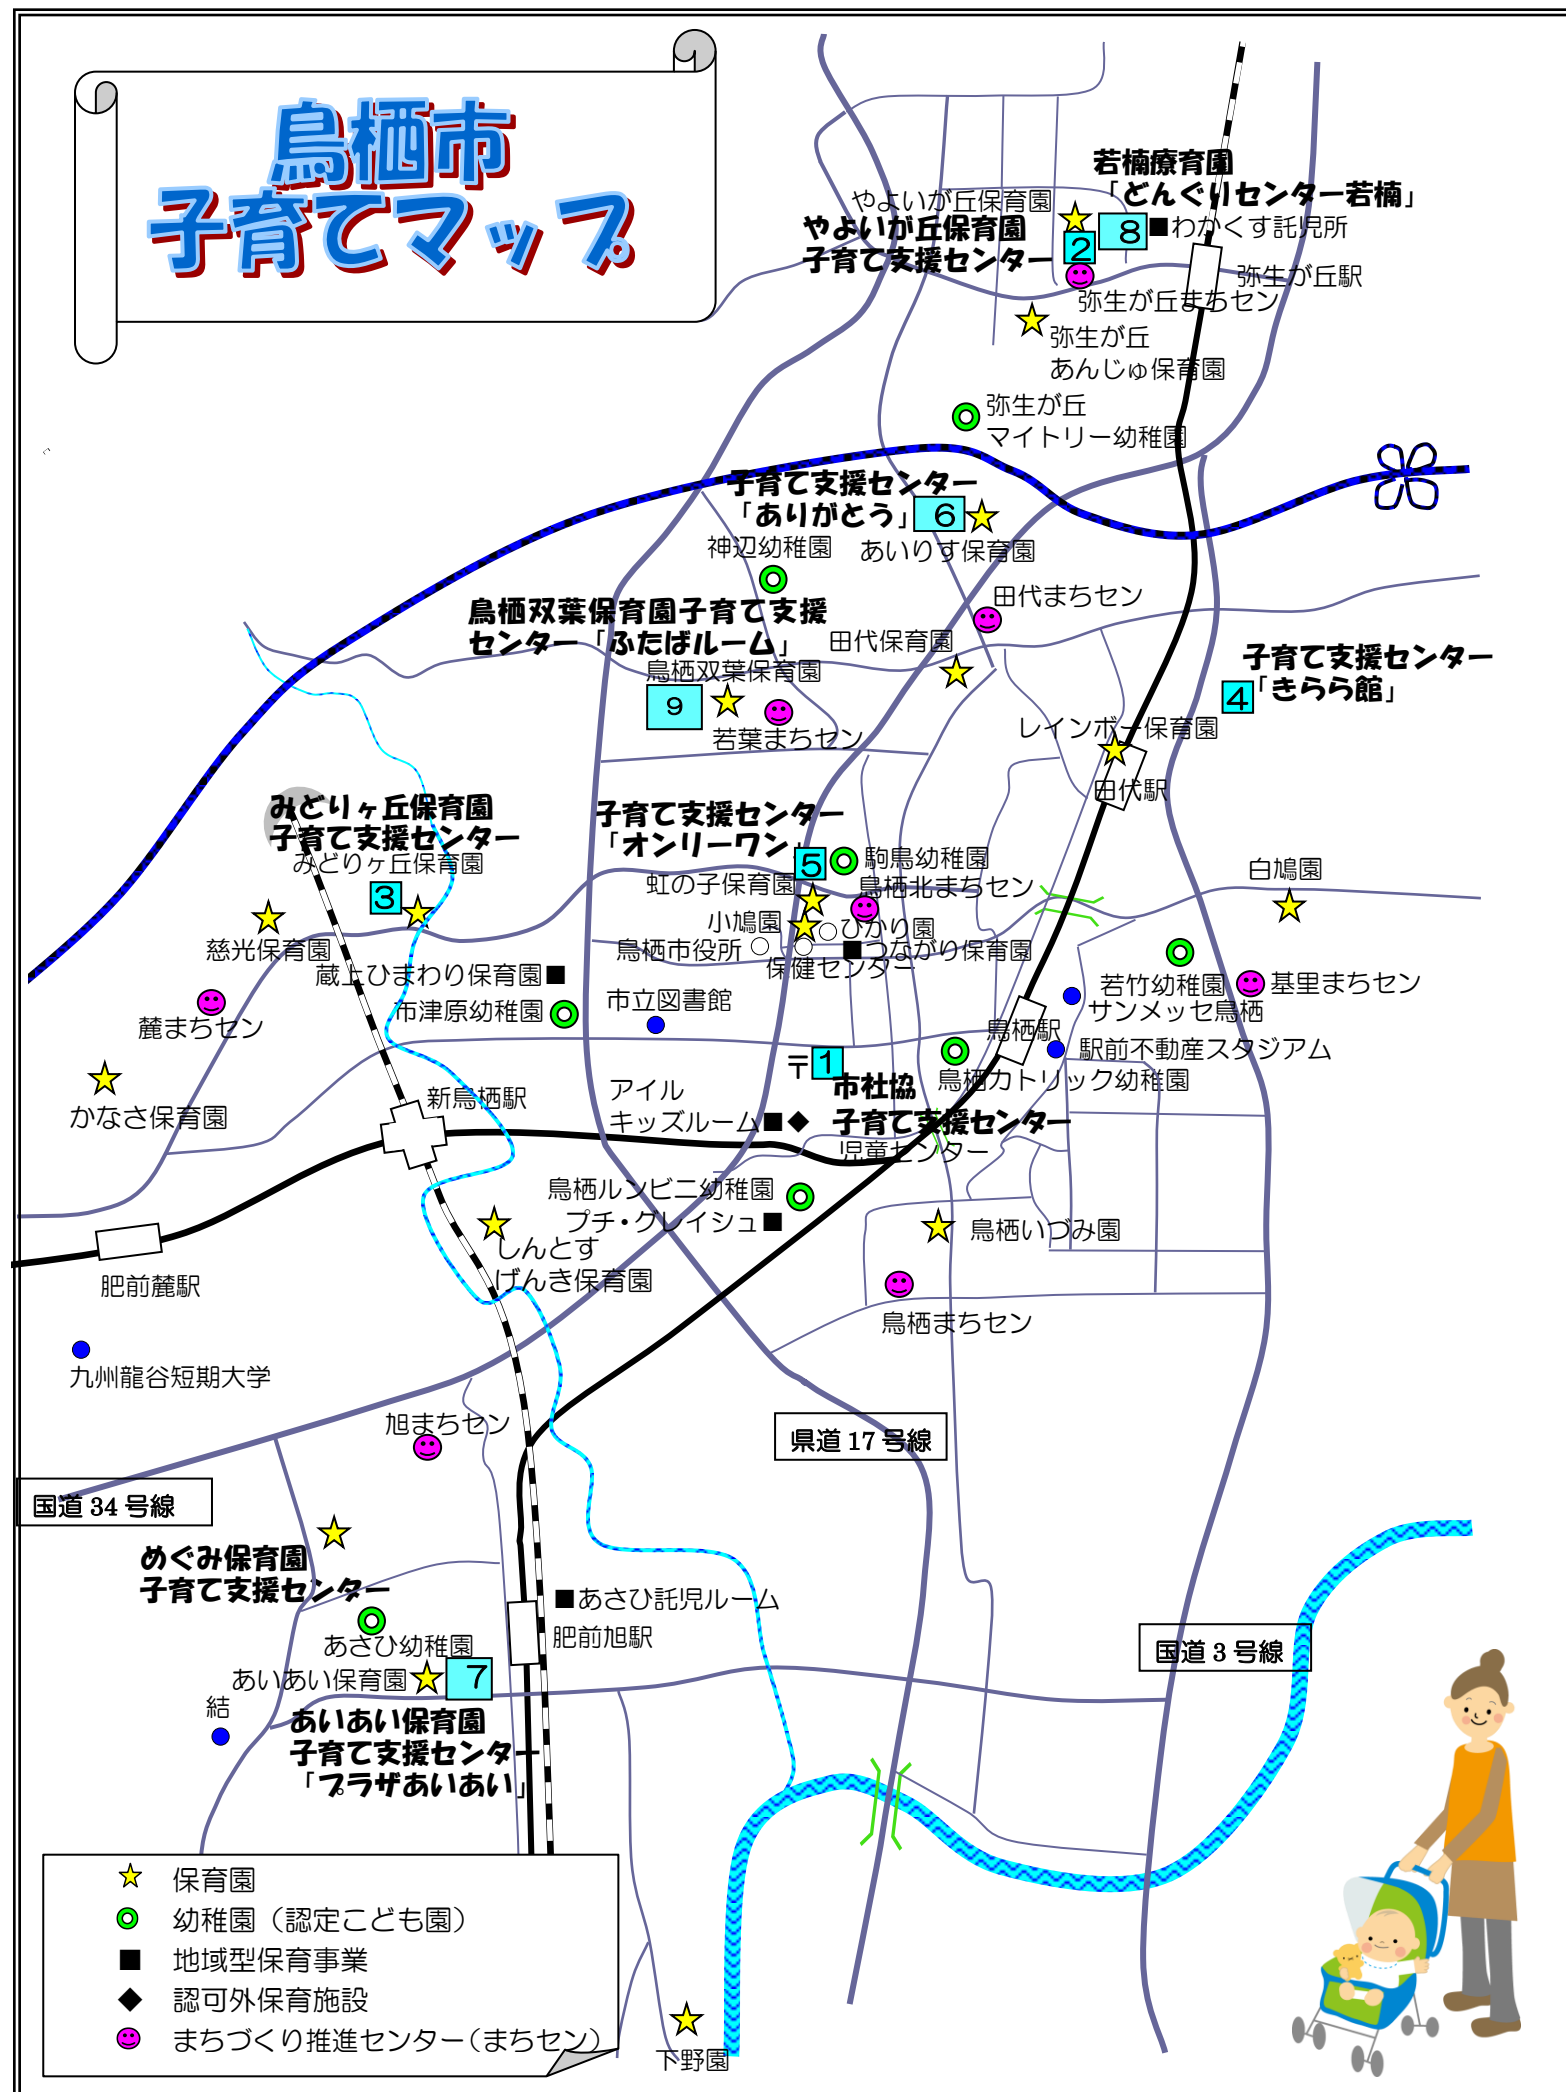 鳥栖市
子育てマップ
若楠療育園
「どんぐりセンター若楠」
やよいが丘保育園
やよいが丘保育園
子育て支援センター
2
8
■わかくす託児所
弥生が丘駅
弥生が丘まちセン
弥生が丘
あんじゅ保育園
弥生が丘
マイトリー幼稚園
子育て支援センター
「ありがとう」
6
神辺幼稚園
あいりす保育園
田代まちセン
鳥栖双葉保育園子育て支援
センター「ふたばルーム」
田代保育園
鳥栖双葉保育園
9
若葉まちセン
子育て支援センター
「きらら館」
4
レインボー保育園
田代駅
みどりヶ丘保育園
子育て支援センター
みどりヶ丘保育園
3
子育て支援センター
「オンリーワン」
5
駒鳥幼稚園
虹の子保育園
鳥栖北まちセン
白鳩園
小鳩園
○ひかり園
鳥栖市役所 ○
■つながり保育園
保健センター
慈光保育園
蔵上ひまわり保育園■
布津原幼稚園
市立図書館
若竹幼稚園
基里まちセン
サンメッセ鳥栖
麓まちセン
鳥栖駅
駅前不動産スタジアム
〒
1
鳥栖カトリック幼稚園
かなさ保育園
新鳥栖駅
アイル
キッズルーム■◆
市社協
子育て支援センター
児童センター
鳥栖ルンビニ幼稚園
プチ・グレイシュ■
鳥栖いづみ園
しんとす
げんき保育園
肥前麓駅
鳥栖まちセン
九州龍谷短期大学
旭まちセン
県道 17 号線
国道 34 号線
めぐみ保育園
子育て支援センター
■あさひ託児ルーム
肥前旭駅
あさひ幼稚園
国道 3 号線
あいあい保育園
7
結
あいあい保育園
子育て支援センター
「プラザあいあい」
★ 保育園
◎ 幼稚園（認定こども園）
■ 地域型保育事業
◆ 認可外保育施設
まちづくり推進センター（まちセン）
下野園